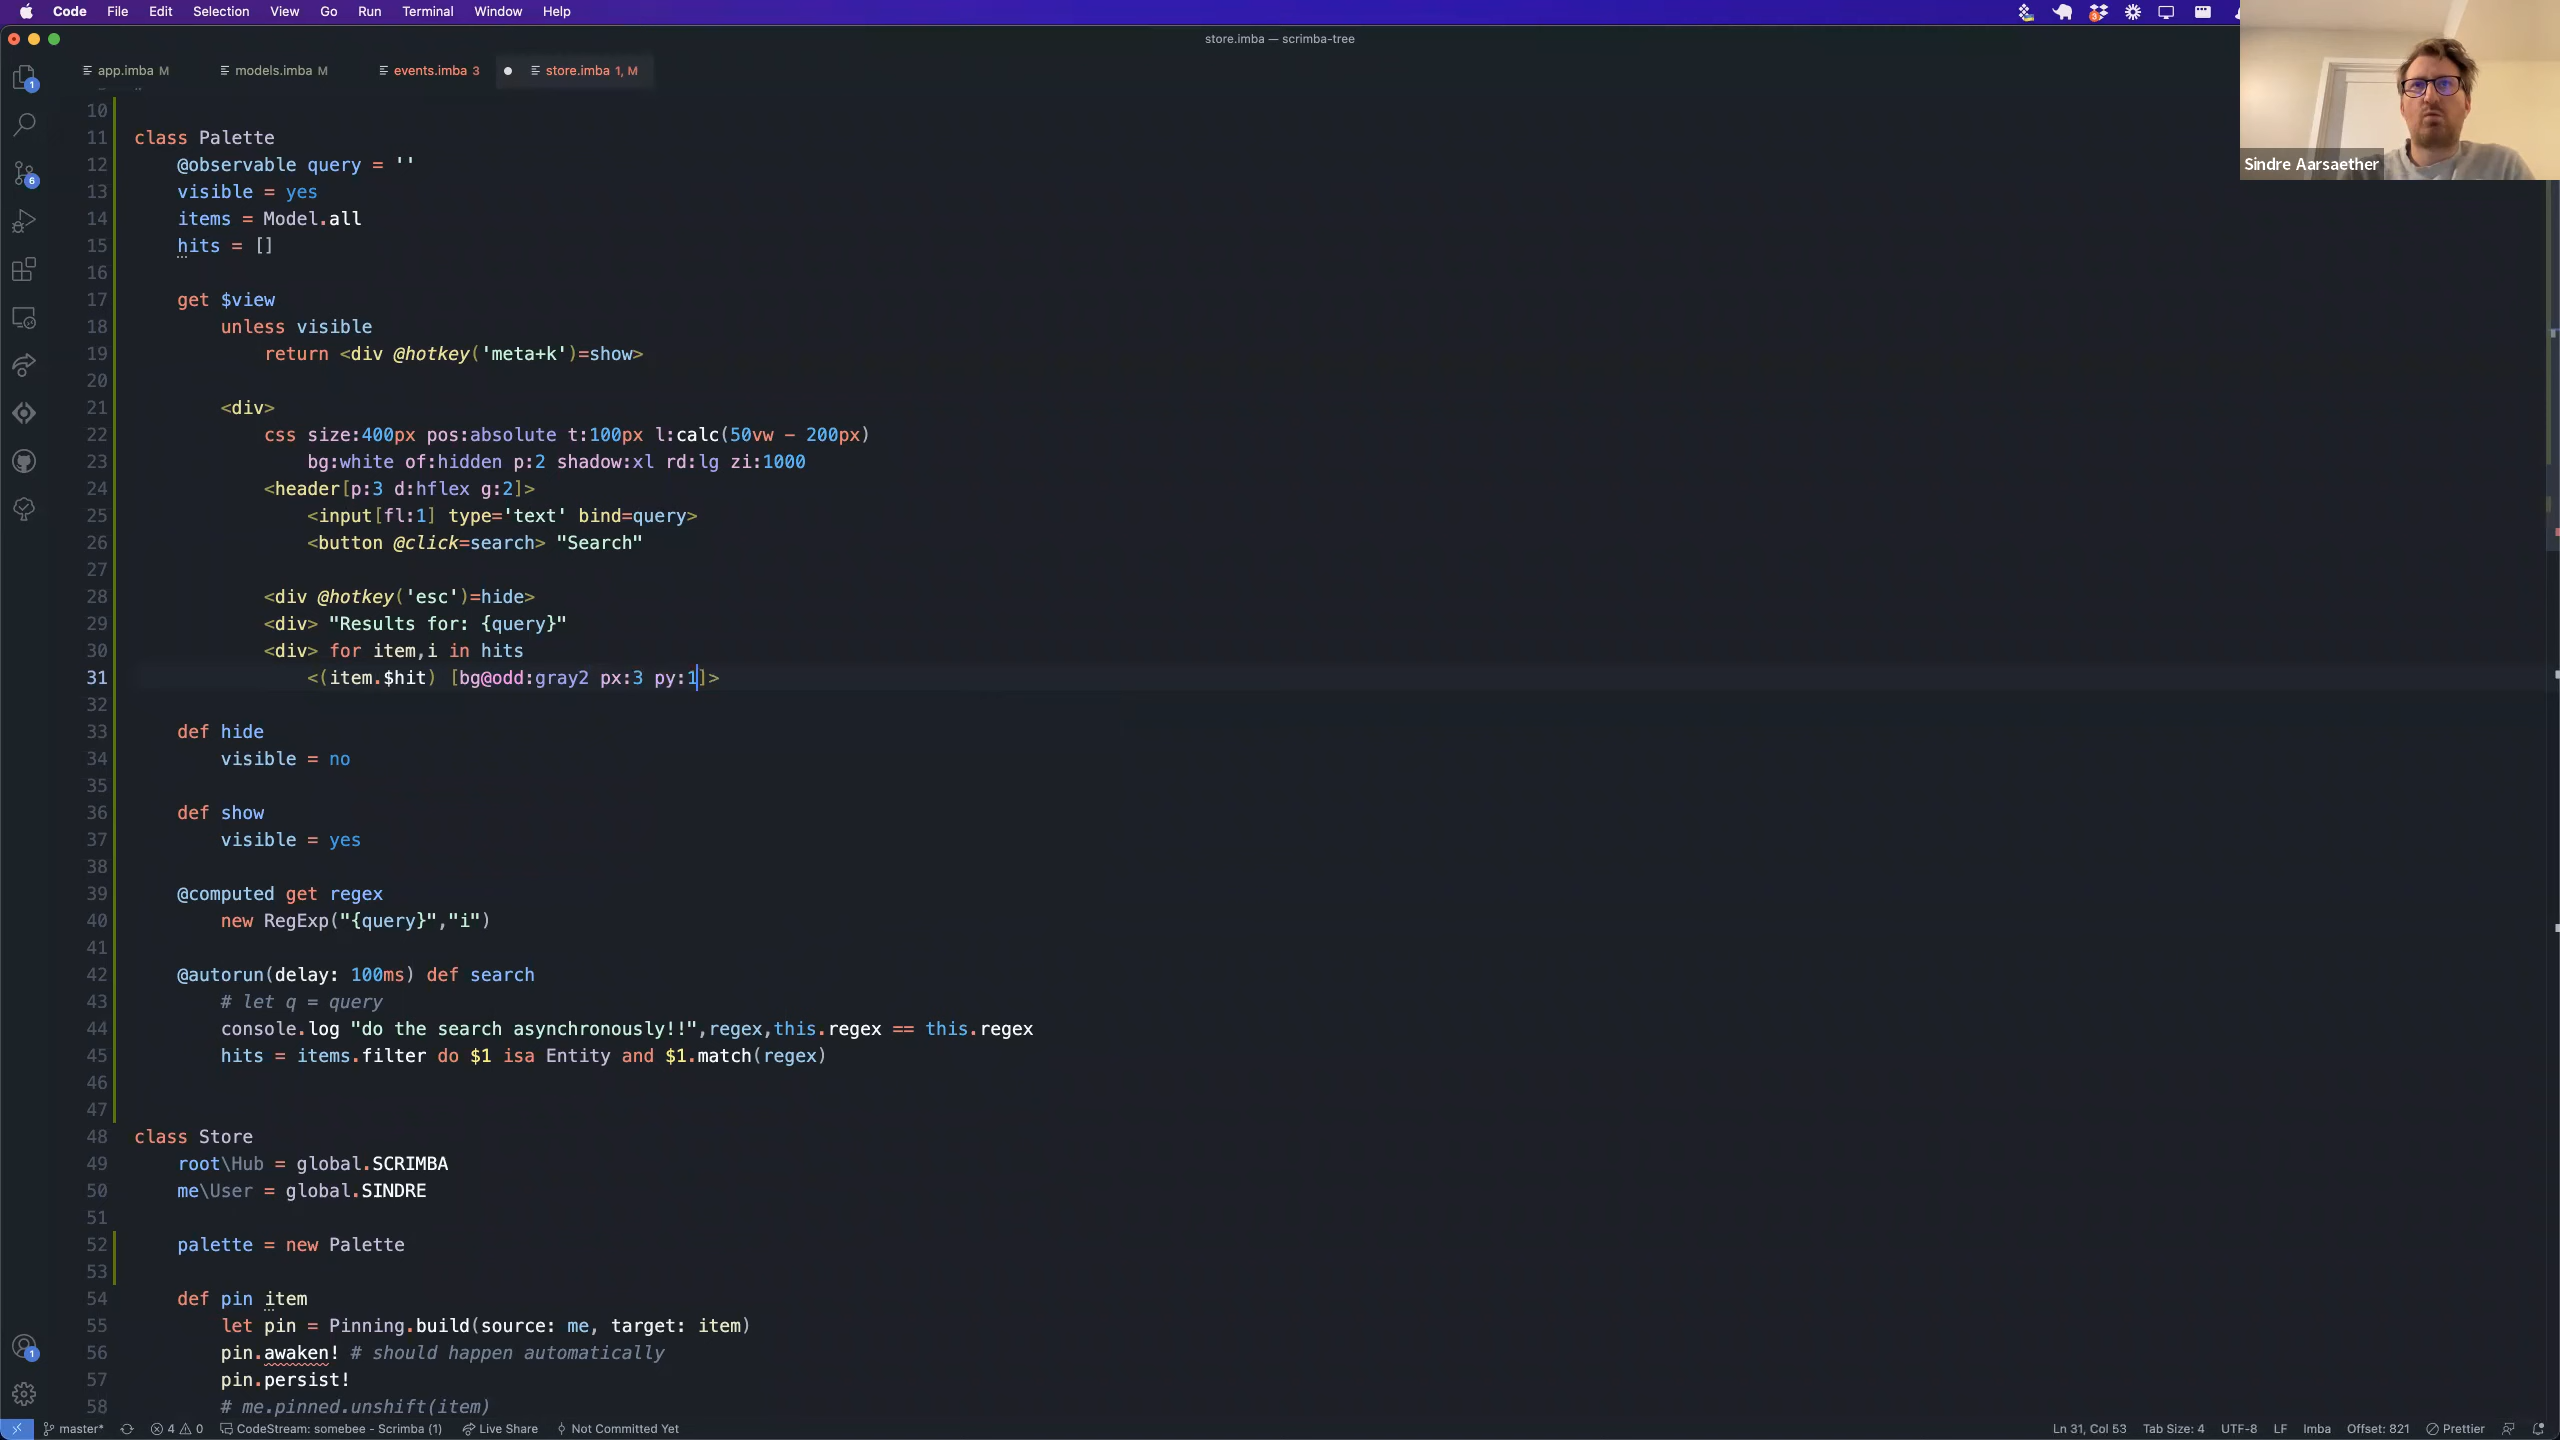 Code File Edit Selection View Go Run Terminal Window Help
store.imba — scrimba-tree
app.imba M
models.imba M
events.imba 3
store.imba 1, M
Sindre Aarsaether
10
11 class Palette
12 @observable query = ''
13 visible = yes
14 items = Model.all
15 hits = []
16
17 get $view
18 unless visible
19 return <div @hotkey('meta+k')=show>
20
21 <div>
22 css size:400px pos:absolute t:100px l:calc(50vw - 200px)
23 bg:white of:hidden p:2 shadow:xl rd:lg zi:1000
24 <header[p:3 d:hflex g:2]>
25 <input[fl:1] type='text' bind=query>
26 <button @click=search> "Search"
27
28 <div @hotkey('esc')=hide>
29 <div> "Results for: {query}"
30 <div> for item,i in hits
31 <(item.$hit) [bg@odd:gray2 px:3 py:1]>
32
33 def hide
34 visible = no
35
36 def show
37 visible = yes
38
39 @computed get regex
40 new RegExp("{query}","i")
41
42 @autorun(delay: 100ms) def search
43 # let q = query
44 console.log "do the search asynchronously!!",regex,this.regex == this.regex
45 hits = items.filter do $1 isa Entity and $1.match(regex)
46
47
48 class Store
49 root\Hub = global.SCRIMBA
50 me\User = global.SINDRE
51
52 palette = new Palette
53
54 def pin item
55 let pin = Pinning.build(source: me, target: item)
56 pin.awaken! # should happen automatically
57 pin.persist!
58 # me.pinned.unshift(item)
1
6
1
3
master* 4 0 CodeStream: somebee - Scrimba (1) Live Share Not Committed Yet Ln 31, Col 53 Tab Size: 4 UTF-8 LF Imba Offset: 821 Prettier